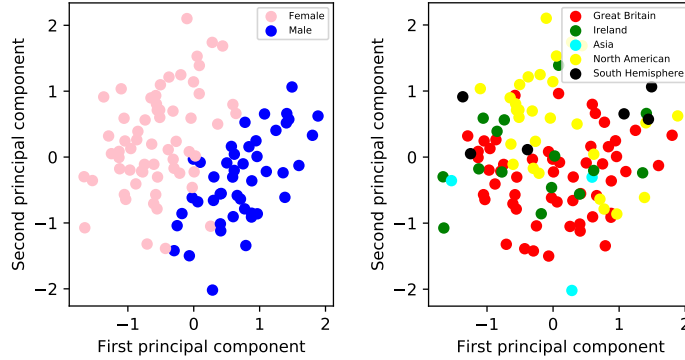 Female
Male
2
1
0
−1
−2
−1
0
1
2
First principal component
Second principal component
Great Britain
Ireland
Asia
North American
South Hemisphere
2
1
0
−1
−2
−1
0
1
2
First principal component
Second principal component